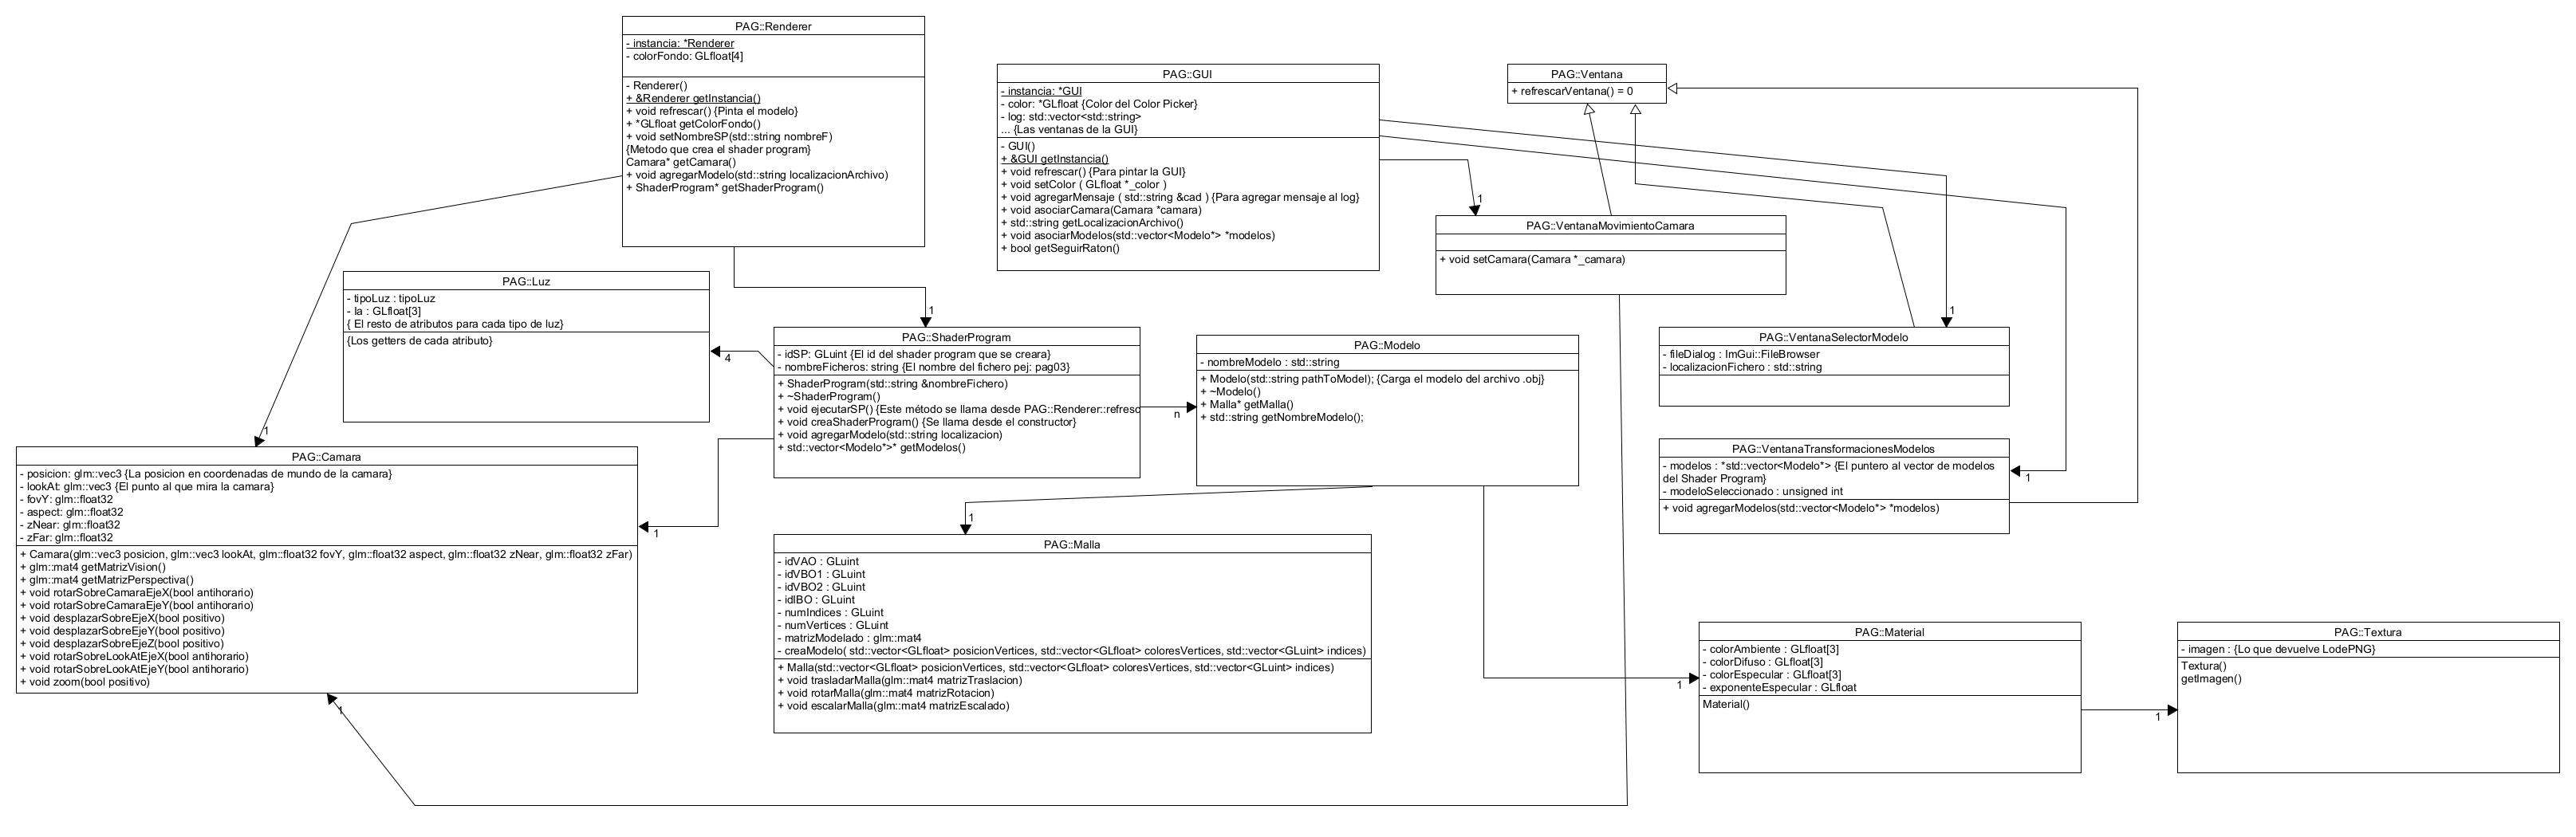 PAG::Renderer
- instancia: *Renderer
- colorFondo: GLfloat[4]
- Renderer()
+ &Renderer getInstancia()
+ void refrescar() {Pinta el modelo}
+ *GLfloat getColorFondo()
+ void setNombreSP(std::string nombreF)
{Metodo que crea el shader program}
Camara* getCamara()
+ void agregarModelo(std::string localizacionArchivo)
+ ShaderProgram* getShaderProgram()
PAG::GUI
- instancia: *GUI
- color: *GLfloat {Color del Color Picker}
- log: std::vector<std::string>
... {Las ventanas de la GUI}
- GUI()
+ &GUI getInstancia()
+ void refrescar() {Para pintar la GUI}
+ void setColor ( GLfloat *_color )
+ void agregarMensaje ( std::string &cad ) {Para agregar mensaje al log}
+ void asociarCamara(Camara *camara)
+ std::string getLocalizacionArchivo()
+ void asociarModelos(std::vector<Modelo*> *modelos)
+ bool getSeguirRaton()
PAG::Ventana
+ refrescarVentana() = 0
1
PAG::VentanaMovimientoCamara
+ void setCamara(Camara *_camara)
PAG::Luz
- tipoLuz : tipoLuz
- la : GLfloat[3]
{ El resto de atributos para cada tipo de luz}
{Los getters de cada atributo}
4
1
PAG::ShaderProgram
- idSP: GLuint {El id del shader program que se creara}
- nombreFicheros: string {El nombre del fichero pej: pag03}
+ ShaderProgram(std::string &nombreFichero)
+ ~ShaderProgram()
+ void ejecutarSP() {Este método se llama desde PAG::Renderer::refresc
+ void creaShaderProgram() {Se llama desde el constructor}
+ void agregarModelo(std::string localizacion)
+ std::vector<Modelo*>* getModelos()
n
PAG::Modelo
- nombreModelo : std::string
+ Modelo(std::string pathToModel); {Carga el modelo del archivo .obj}
+ ~Modelo()
+ Malla* getMalla()
+ std::string getNombreModelo();
1
PAG::VentanaSelectorModelo
- fileDialog : ImGui::FileBrowser
- localizacionFichero : std::string
PAG::VentanaTransformacionesModelos
- modelos : *std::vector<Modelo*> {El puntero al vector de modelos
del Shader Program}
- modeloSeleccionado : unsigned int
+ void agregarModelos(std::vector<Modelo*> *modelos)
1
1
PAG::Camara
- posicion: glm::vec3 {La posicion en coordenadas de mundo de la camara}
- lookAt: glm::vec3 {El punto al que mira la camara}
- fovY: glm::float32
- aspect: glm::float32
- zNear: glm::float32
- zFar: glm::float32
+ Camara(glm::vec3 posicion, glm::vec3 lookAt, glm::float32 fovY, glm::float32 aspect, glm::float32 zNear, glm::float32 zFar)
+ glm::mat4 getMatrizVision()
+ glm::mat4 getMatrizPerspectiva()
+ void rotarSobreCamaraEjeX(bool antihorario)
+ void rotarSobreCamaraEjeY(bool antihorario)
+ void desplazarSobreEjeX(bool positivo)
+ void desplazarSobreEjeY(bool positivo)
+ void desplazarSobreEjeZ(bool positivo)
+ void rotarSobreLookAtEjeX(bool antihorario)
+ void rotarSobreLookAtEjeY(bool antihorario)
+ void zoom(bool positivo)
1
1
1
PAG::Malla
- idVAO : GLuint
- idVBO1 : GLuint
- idVBO2 : GLuint
- idIBO : GLuint
- numIndices : GLuint
- numVertices : GLuint
- matrizModelado : glm::mat4
- creaModelo( std::vector<GLfloat> posicionVertices, std::vector<GLfloat> coloresVertices, std::vector<GLuint> indices)
+ Malla(std::vector<GLfloat> posicionVertices, std::vector<GLfloat> coloresVertices, std::vector<GLuint> indices)
+ void trasladarMalla(glm::mat4 matrizTraslacion)
+ void rotarMalla(glm::mat4 matrizRotacion)
+ void escalarMalla(glm::mat4 matrizEscalado)
1
PAG::Material
- colorAmbiente : GLfloat[3]
- colorDifuso : GLfloat[3]
- colorEspecular : GLfloat[3]
- exponenteEspecular : GLfloat
Material()
1
PAG::Textura
- imagen : {Lo que devuelve LodePNG}
Textura()
getImagen()